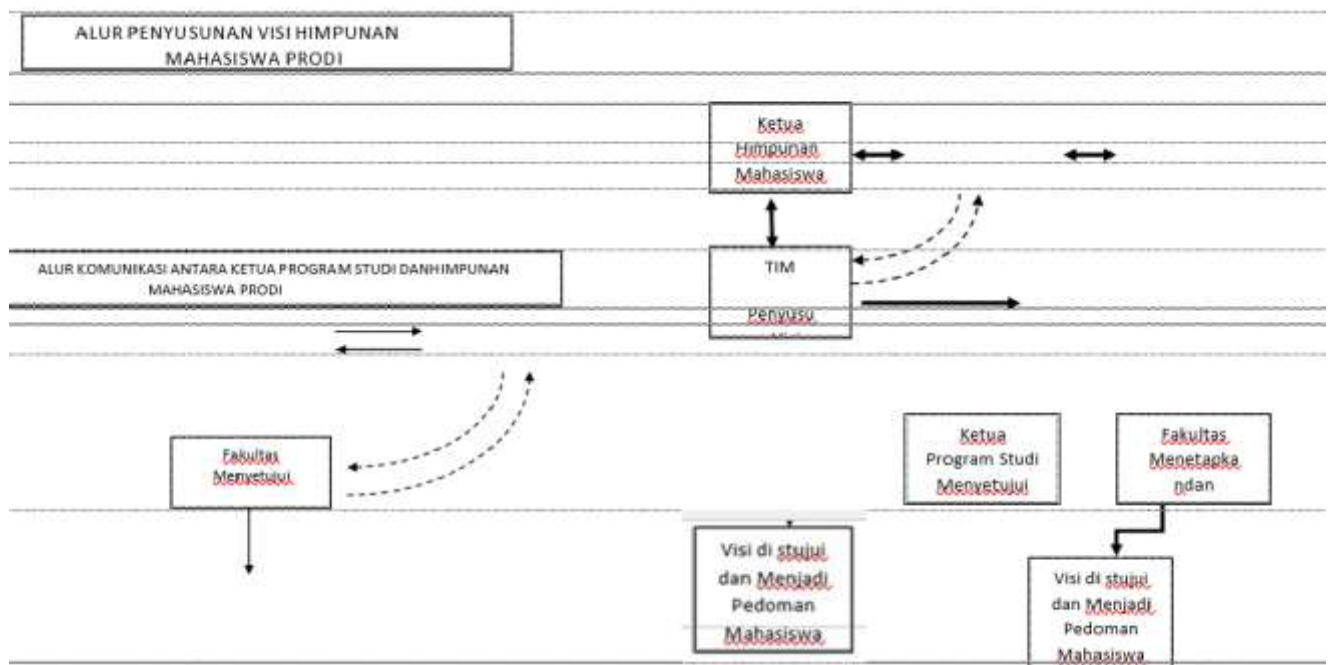 ALUR PENYUSUNAN VISI HIMPUNAN
MAHASISWA PRODI
Ketua
Himpunan
Mahasiswa
ALUR KOMUNIKASI ANTARA KETUA PROGRAM STUDI DANHIMPUNAN
MAHASISWA PRODI
TIM
Penyusu
Fakultas
Menyetujui
Ketua
Program Studi
Menyetujui
Fakultas
Menetapka
ndan
Visi di stujui
dan Menjadi
Pedoman
Mahasiswa
Visi di stujui
dan Menjadi
Pedoman
Mahasiswa